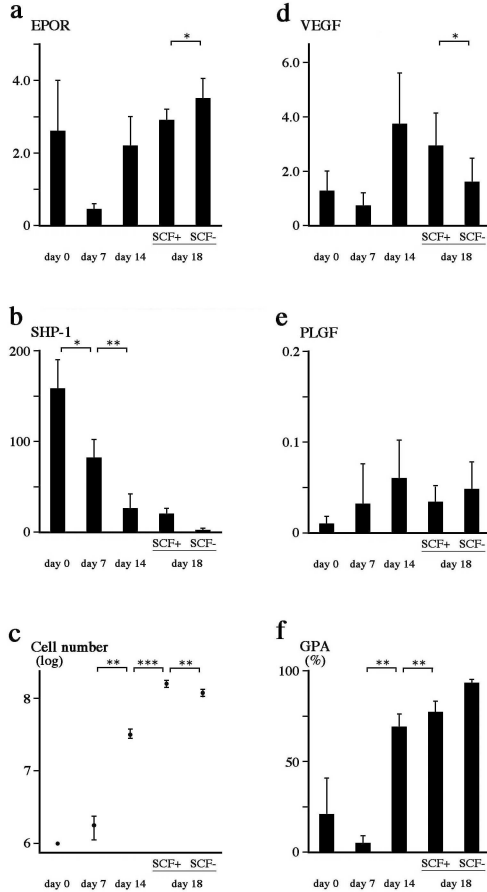 a
EPOR
*
4.0
2.0
0
SCF+ SCF-
day 0 day 7 day 14 day 18
d
VEGF
*
6.0
4.0
2.0
0
SCF+ SCF-
day 0 day 7 day 14 day 18
b
SHP-1
* **
200
100
0
SCF+ SCF-
day 0 day 7 day 14 day 18
e
PLGF
0.2
0.1
0
SCF+ SCF-
day 0 day 7 day 14 day 18
c
Cell number
(log)
** *** **
8
7
6
SCF+ SCF-
day 0 day 7 day 14 day 18
f
GPA
(%)
** **
100
50
0
SCF+ SCF-
day 0 day 7 day 14 day 18